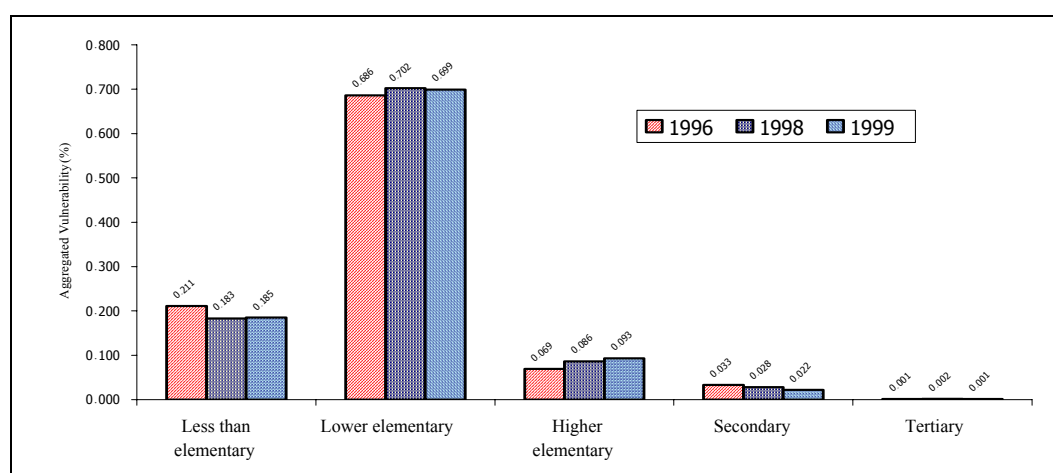 0.800
0.700
0.600
0.500
0.400
0.300
0.200
0.100
0.000
Aggregated Vulnerability (%)
0.211
0.183
0.185
0.686
0.702
0.699
0.069
0.086
0.093
0.033
0.028
0.022
0.001
0.002
0.001
1996 1998 1999
Less than
elementary
Lower elementary
Higher
elementary
Secondary
Tertiary